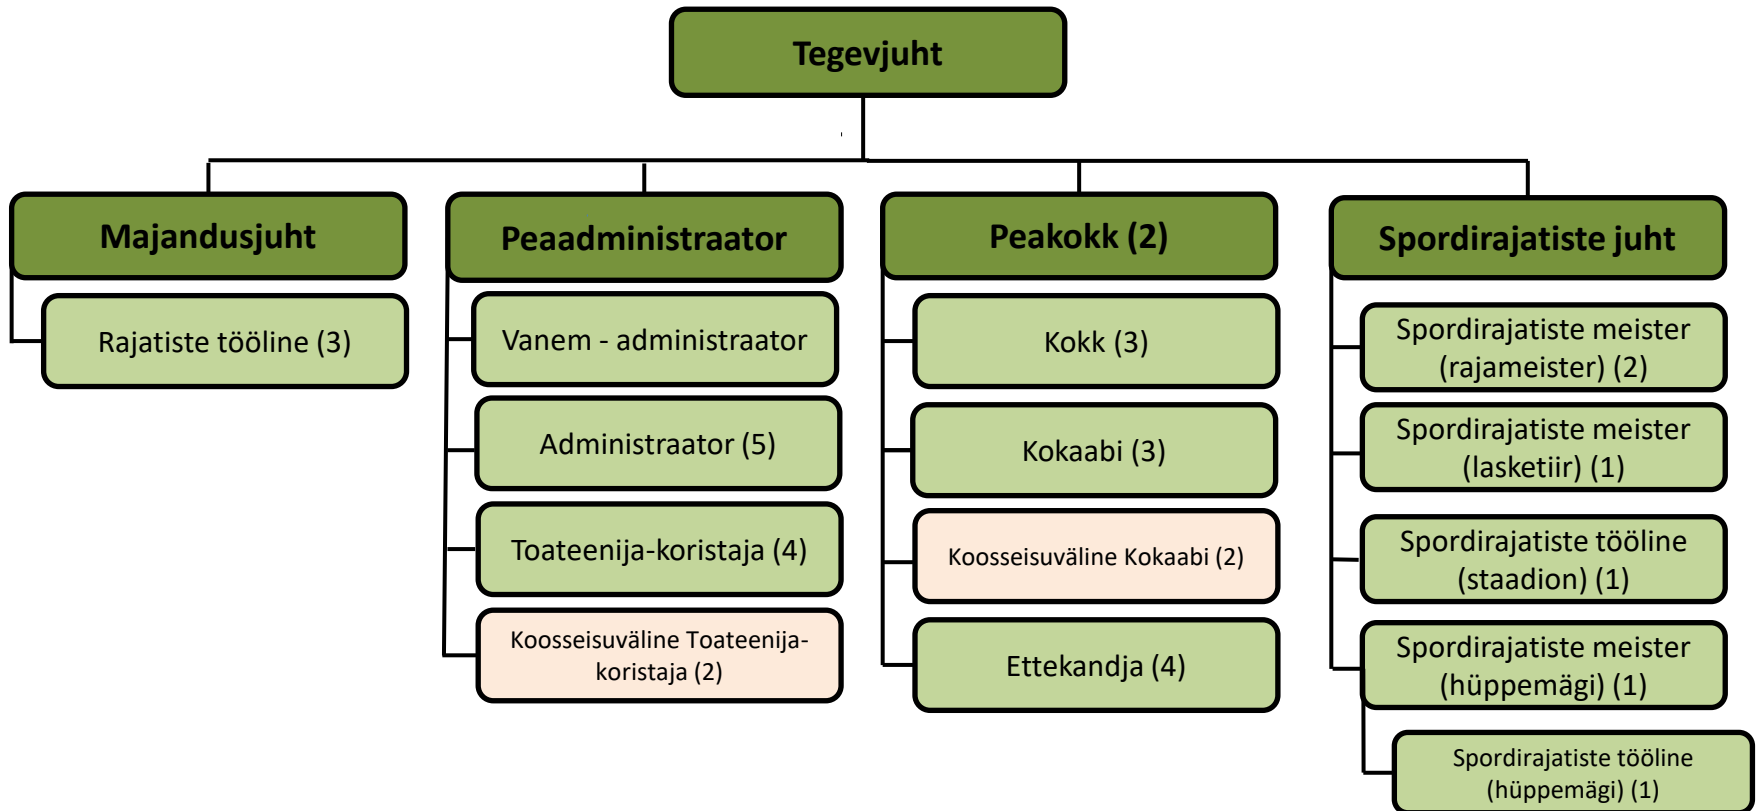 Tegevjuht
Majandusjuht
Rajatiste tööline (3)
Peaadministraator
Vanem - administraator
Administraator (5)
Toateenija-koristaja (4)
Koosseisuväline Toateenija-
koristaja (2)
Peakokk (2)
Kokk (3)
Kokaabi (3)
Koosseisuväline Kokaabi (2)
Ettekandja (4)
Spordirajatiste juht
Spordirajatiste meister
(rajameister) (2)
Spordirajatiste meister
(lasketiir) (1)
Spordirajatiste tööline
(staadion) (1)
Spordirajatiste meister
(hüppemägi) (1)
Spordirajatiste tööline
(hüppemägi) (1)